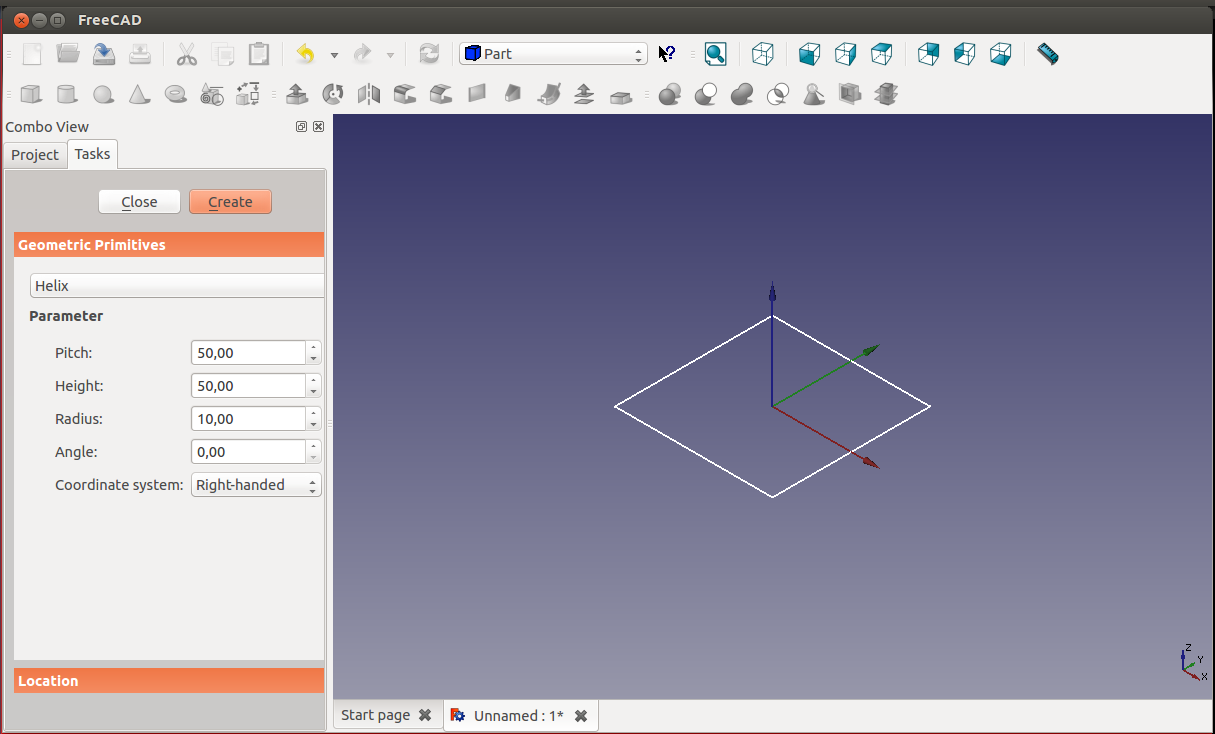 FreeCAD
Part
Combo View
Project Tasks
Close Create
Geometric Primitives
Helix
Parameter
Pitch: 50,00
Height: 50,00
Radius: 10,00
Angle: 0,00
Coordinate system: Right-handed
Location
Z
Y
X
Start page Unnamed : 1*